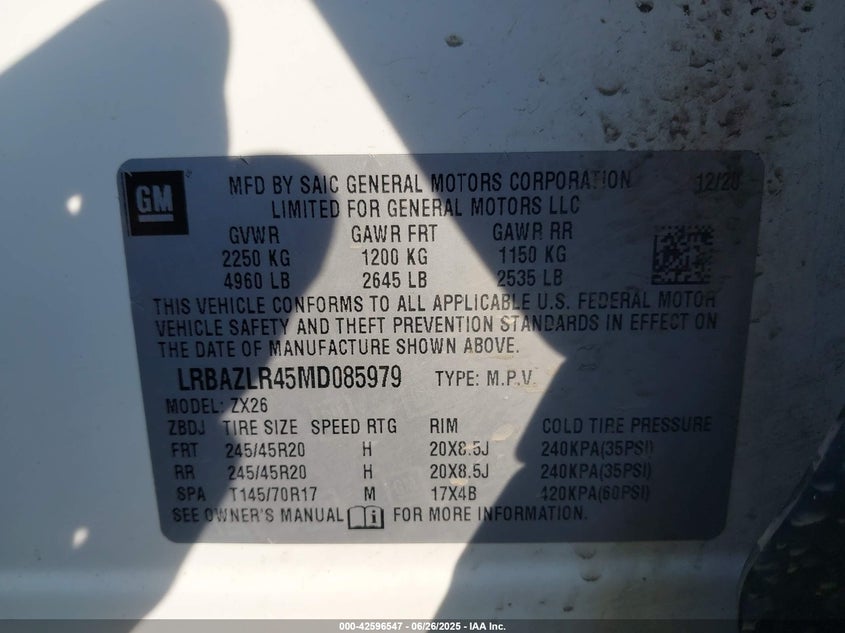 GM
MFD BY SAIC GENERAL MOTORS CORPORATION 12/20
LIMITED FOR GENERAL MOTORS LLC
GVWR GAWR FRT GAWR RR
2250 KG 1200 KG 1150 KG
4960 LB 2645 LB 2535 LB
THIS VEHICLE CONFORMS TO ALL APPLICABLE U.S. FEDERAL MOTOR
VEHICLE SAFETY AND THEFT PREVENTION STANDARDS IN EFFECT ON
THE DATE OF MANUFACTURE SHOWN ABOVE.
LRBAZLR45MD085979 TYPE: M.P.V.
MODEL: ZX26
ZBDJ TIRE SIZE SPEED RTG RIM COLD TIRE PRESSURE
FRT 245/45R20 H 20X8.5J 240KPA(35PSI)
RR 245/45R20 H 20X8.5J 240KPA(35PSI)
SPA T145/70R17 M 17X4B 420KPA(60PSI)
SEE OWNER'S MANUAL FOR MORE INFORMATION.
000-42596547 - 06/26/2025 - IAA Inc.